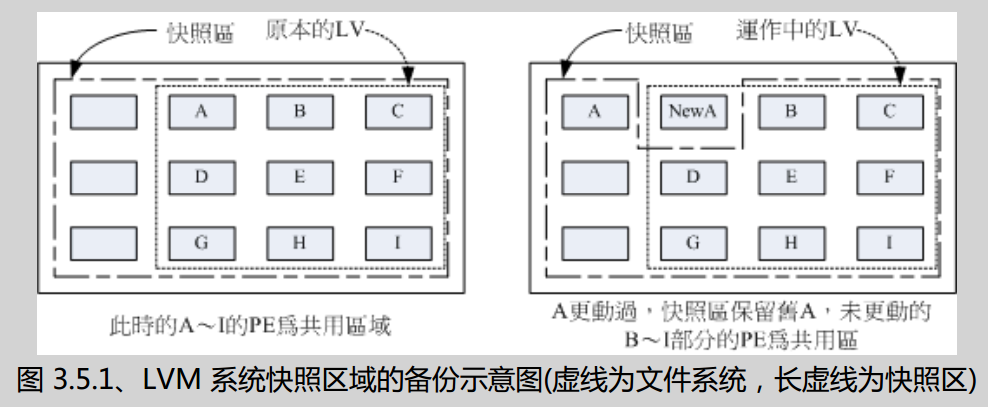 快照區
原本的LV
快照區
運作中的LV
A
B
C
D
E
F
G
H
I
A
NewA
B
C
D
E
F
G
H
I
此時的A～I的PE爲共用區域
A更動過，快照區保留舊A，未更動的
B～I部分的PE爲共用區
图 3.5.1、LVM 系统快照区域的备份示意图(虚线为文件系统，长虚线为快照区)